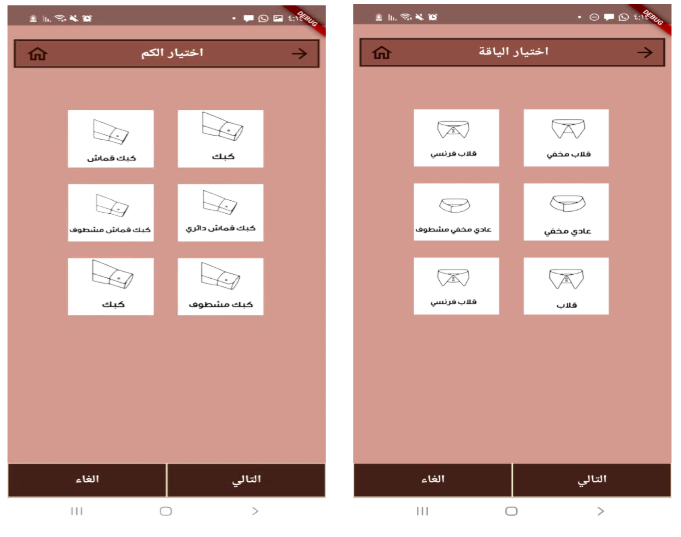 DEBUG
اختيار الكم
كبك
كبك قماش
كبك قماش دائري
كبك قماش مشطوف
كبك مشطوف
كبك
التالي
الغاء
DEBUG
اختيار الياقة
قلاب مخفي
قلاب فرنسي
عادي مخفي
عادي مخفي مشطوف
قلاب
قلاب فرنسي
التالي
الغاء